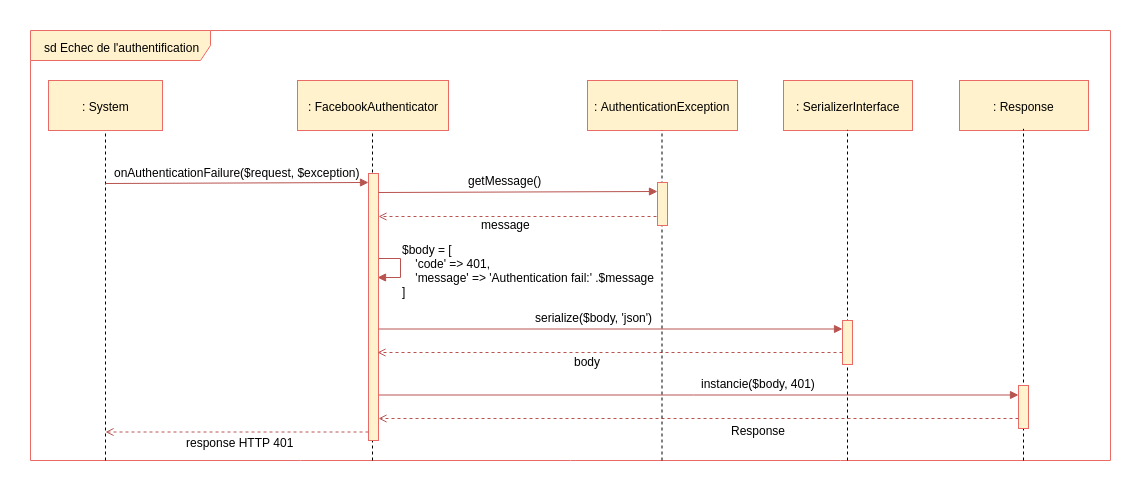 sd Echec de l'authentification
: System
: FacebookAuthenticator
: AuthenticationException
: SerializerInterface
: Response
onAuthenticationFailure($request, $exception)
getMessage()
message
$body = [
'code' => 401,
'message' => 'Authentication fail:' .$message
]
serialize($body, 'json')
body
instancie($body, 401)
Response
response HTTP 401